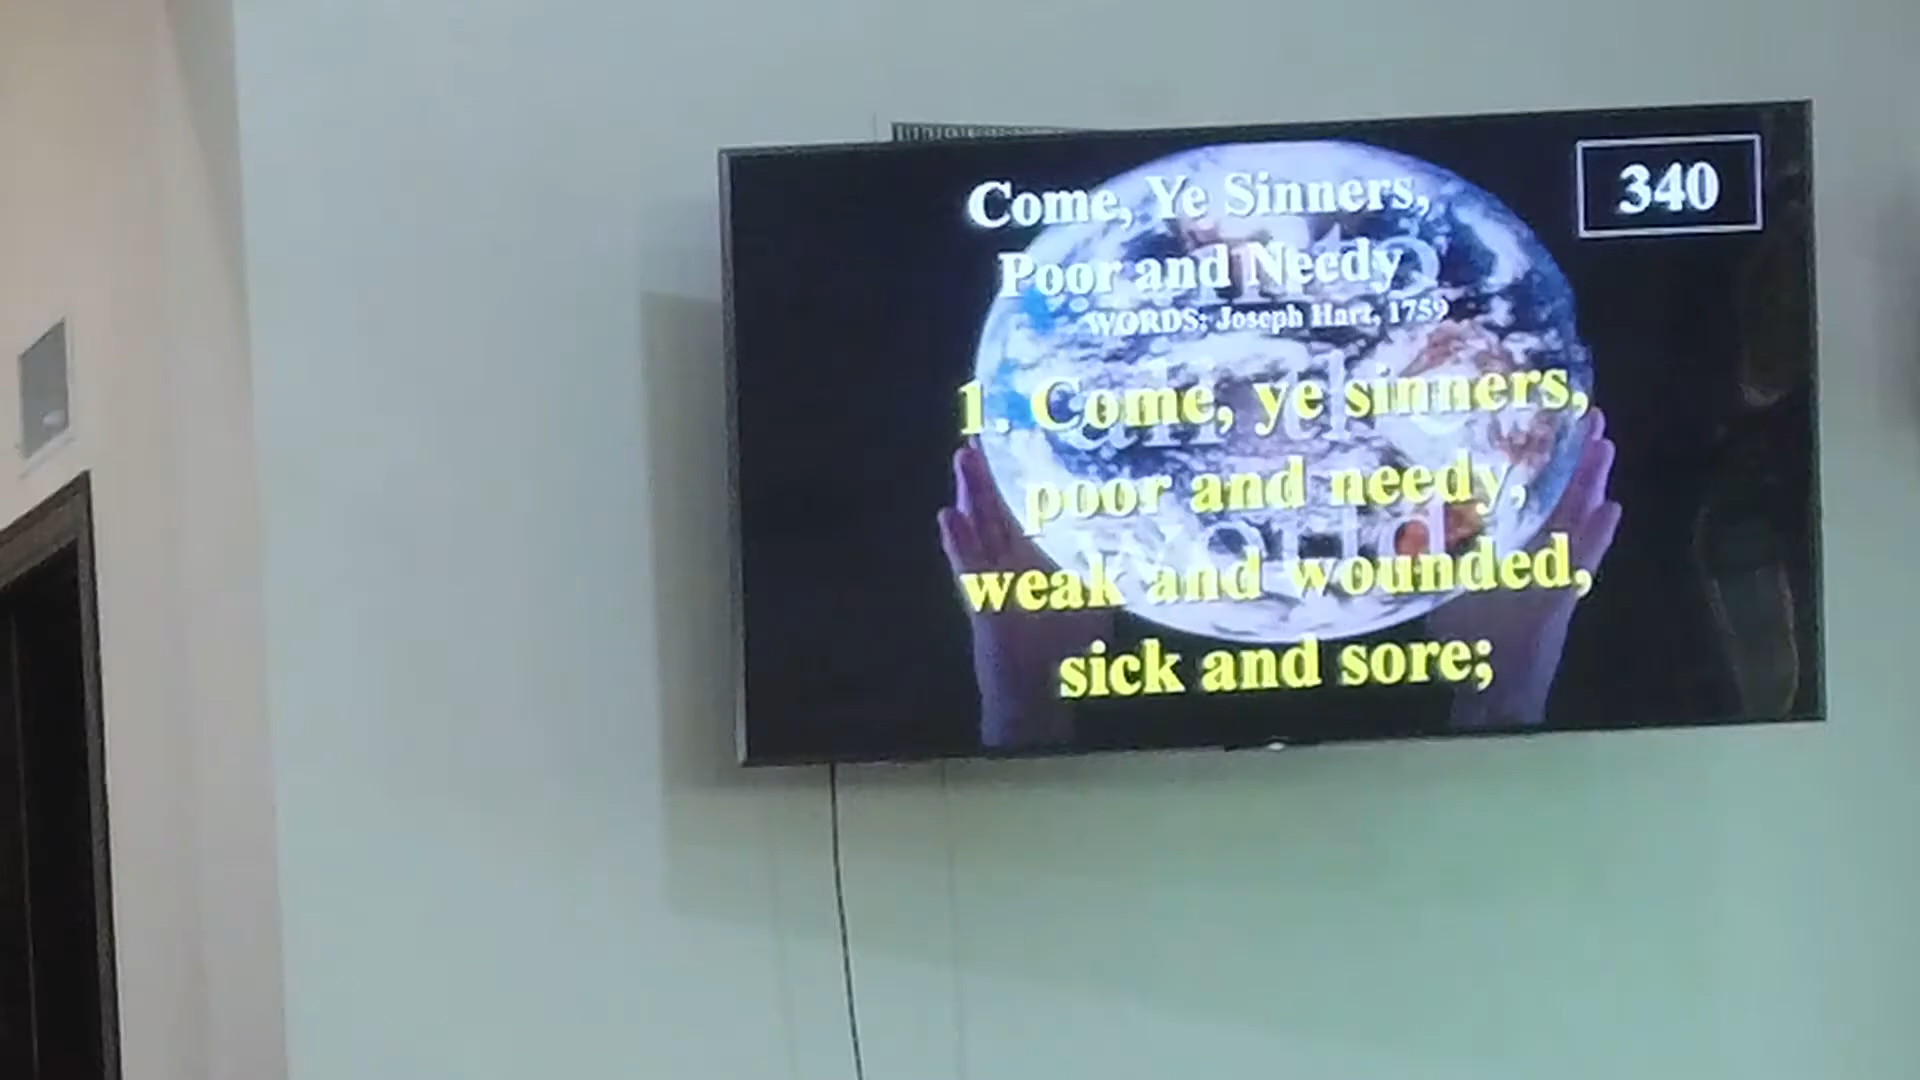 Come, Ye Sinners,
340
Poor and Needy
WORDS: Joseph Hart, 1759
1. Come, ye sinners,
poor and needy,
weak and wounded,
sick and sore;